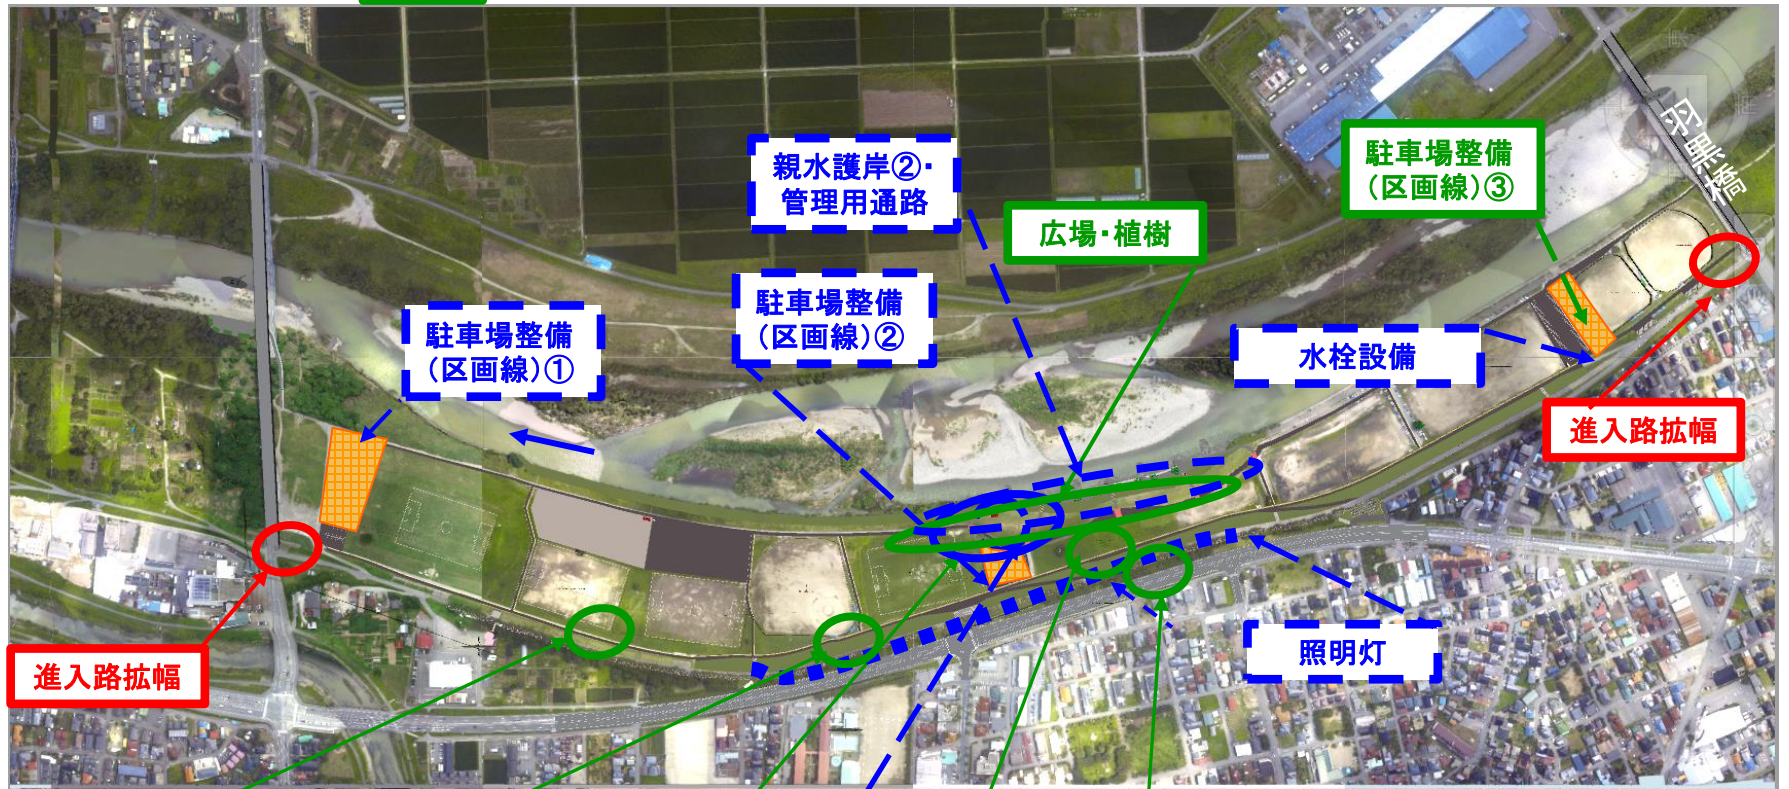 親水護岸②・
管理用通路
駐車場整備
(区画線)③
羽黒橋
広場・植樹
駐車場整備
(区画線)②
駐車場整備
(区画線)①
水栓設備
進入路拡幅
照明灯
進入路拡幅